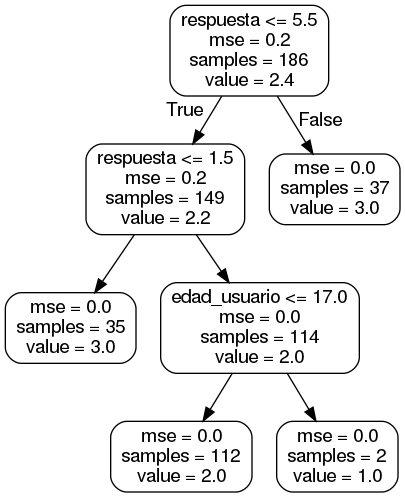 respuesta <= 5.5
mse = 0.2
samples = 186
value = 2.4
True
False
respuesta <= 1.5
mse = 0.2
samples = 149
value = 2.2
mse = 0.0
samples = 37
value = 3.0
mse = 0.0
samples = 35
value = 3.0
edad_usuario <= 17.0
mse = 0.0
samples = 114
value = 2.0
mse = 0.0
samples = 112
value = 2.0
mse = 0.0
samples = 2
value = 1.0